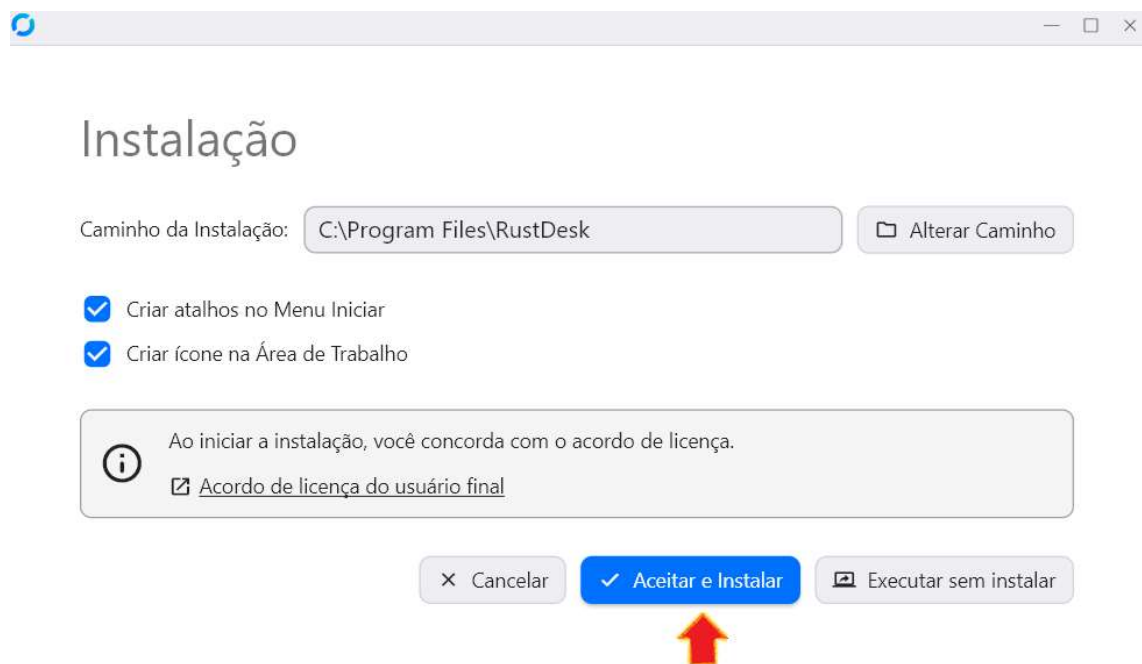 Instalação
Caminho da Instalação: C:\Program Files\RustDesk Alterar Caminho
Criar atalhos no Menu Iniciar
Criar ícone na Área de Trabalho
Ao iniciar a instalação, você concorda com o acordo de licença.
Acordo de licença do usuário final
Cancelar Aceitar e Instalar Executar sem instalar